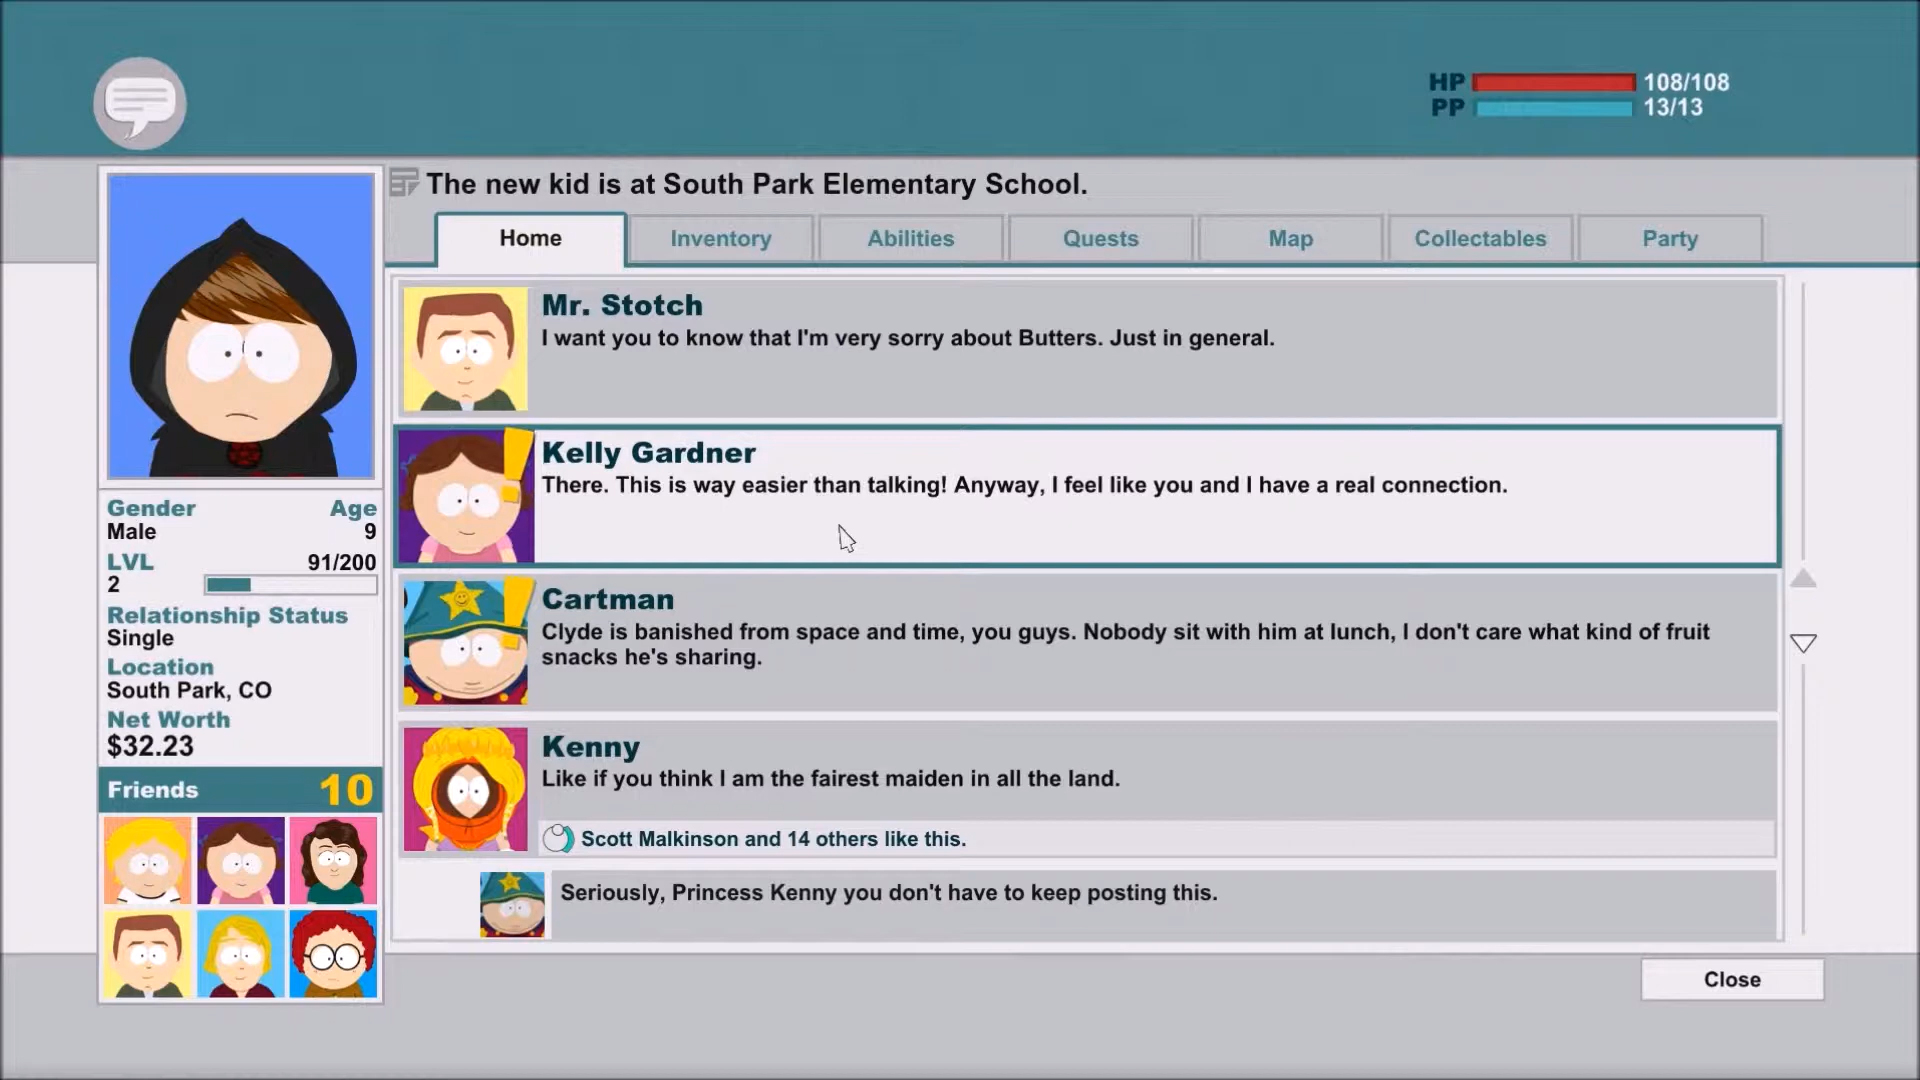 HP 108/108
PP 13/13
The new kid is at South Park Elementary School.
Home Inventory Abilities Quests Map Collectables Party
Mr. Stotch
I want you to know that I'm very sorry about Butters. Just in general.
Kelly Gardner
There. This is way easier than talking! Anyway, I feel like you and I have a real connection.
Cartman
Clyde is banished from space and time, you guys. Nobody sit with him at lunch, I don't care what kind of fruit
snacks he's sharing.
Kenny
Like if you think I am the fairest maiden in all the land.
Scott Malkinson and 14 others like this.
Seriously, Princess Kenny you don't have to keep posting this.
Gender Age
Male 9
LVL 91/200
2
Relationship Status
Single
Location
South Park, CO
Net Worth
$32.23
Friends 10
Close